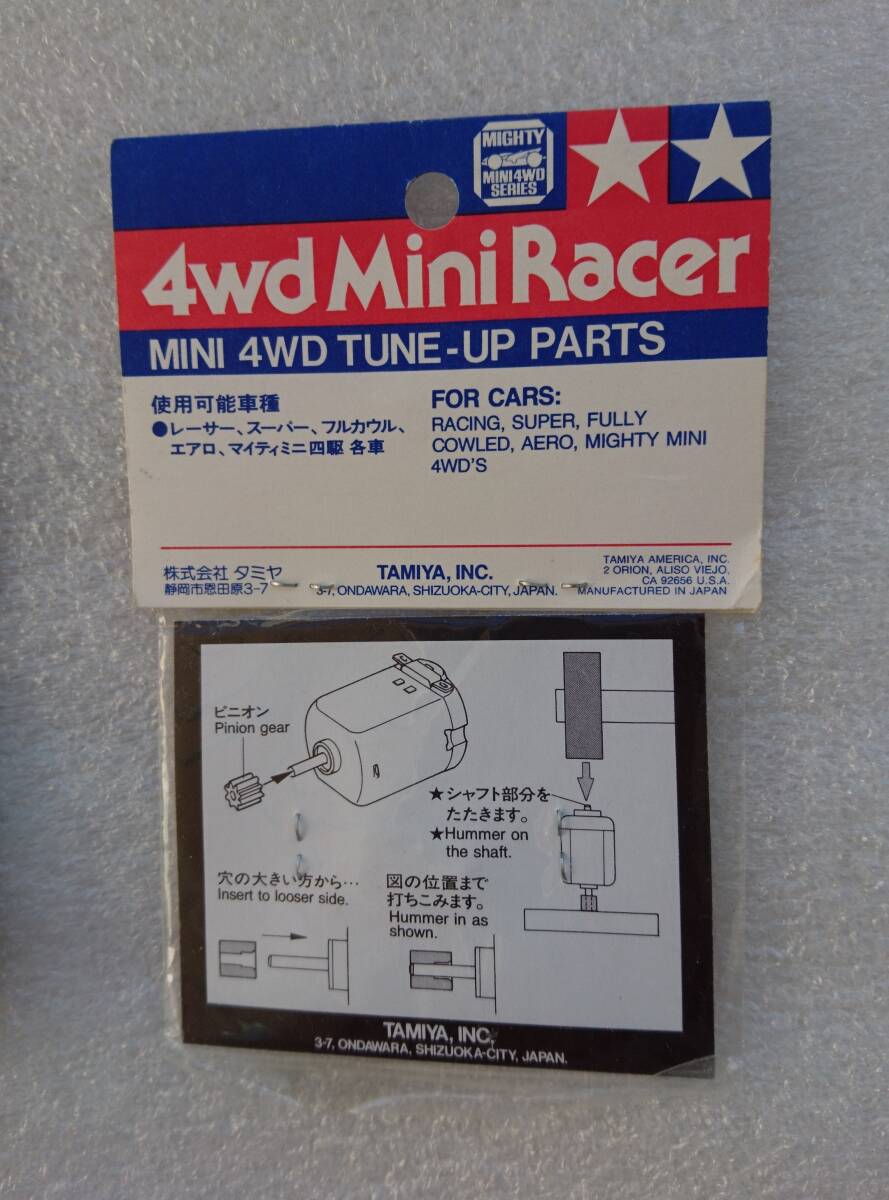 MIGHTY
MINI4WD
SERIES
4wd Mini Racer
MINI 4WD TUNE-UP PARTS
使用可能車種
●レーサー、スーパー、フルカウル、
エアロ、マイティミニ四駆 各車
FOR CARS:
RACING, SUPER, FULLY
COWLED, AERO, MIGHTY MINI
4WD'S
株式会社 タミヤ
静岡市恩田原3-7
TAMIYA, INC.
3-7, ONDAWARA, SHIZUOKA-CITY, JAPAN.
TAMIYA AMERICA, INC.
2 ORION, ALISO VIEJO,
CA 92656 U.S.A.
MANUFACTURED IN JAPAN
ピニオン
Pinion gear
★シャフト部分を
たたきます。
★Hummer on
the shaft.
穴の大きい方から…
Insert to looser side.
図の位置まで
打ちこみます。
Hummer in as
shown.
TAMIYA, INC.
3-7, ONDAWARA, SHIZUOKA-CITY, JAPAN.